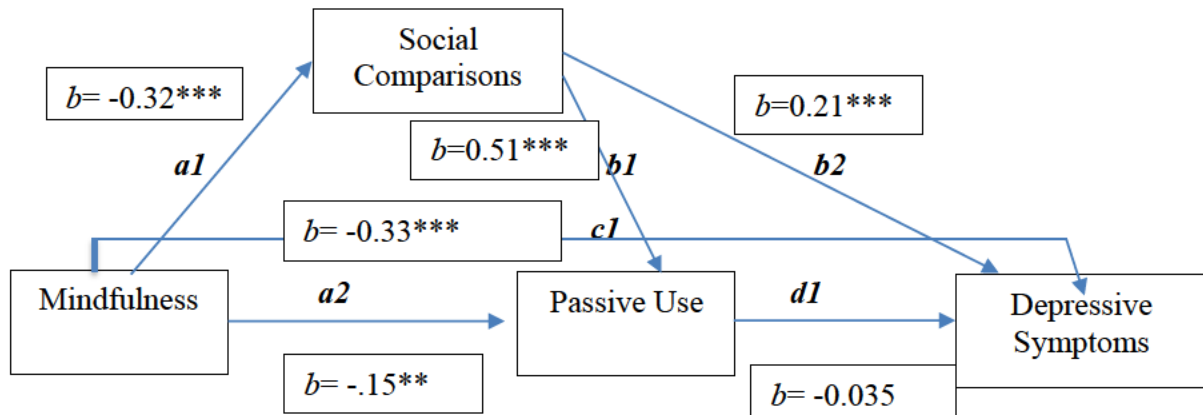 Social
Comparisons
b= -0.32***
b=0.21***
b=0.51***
a1
b1
b2
b= -0.33***
c1
Mindfulness
a2
Passive Use
d1
Depressive
Symptoms
b= -.15**
b= -0.035